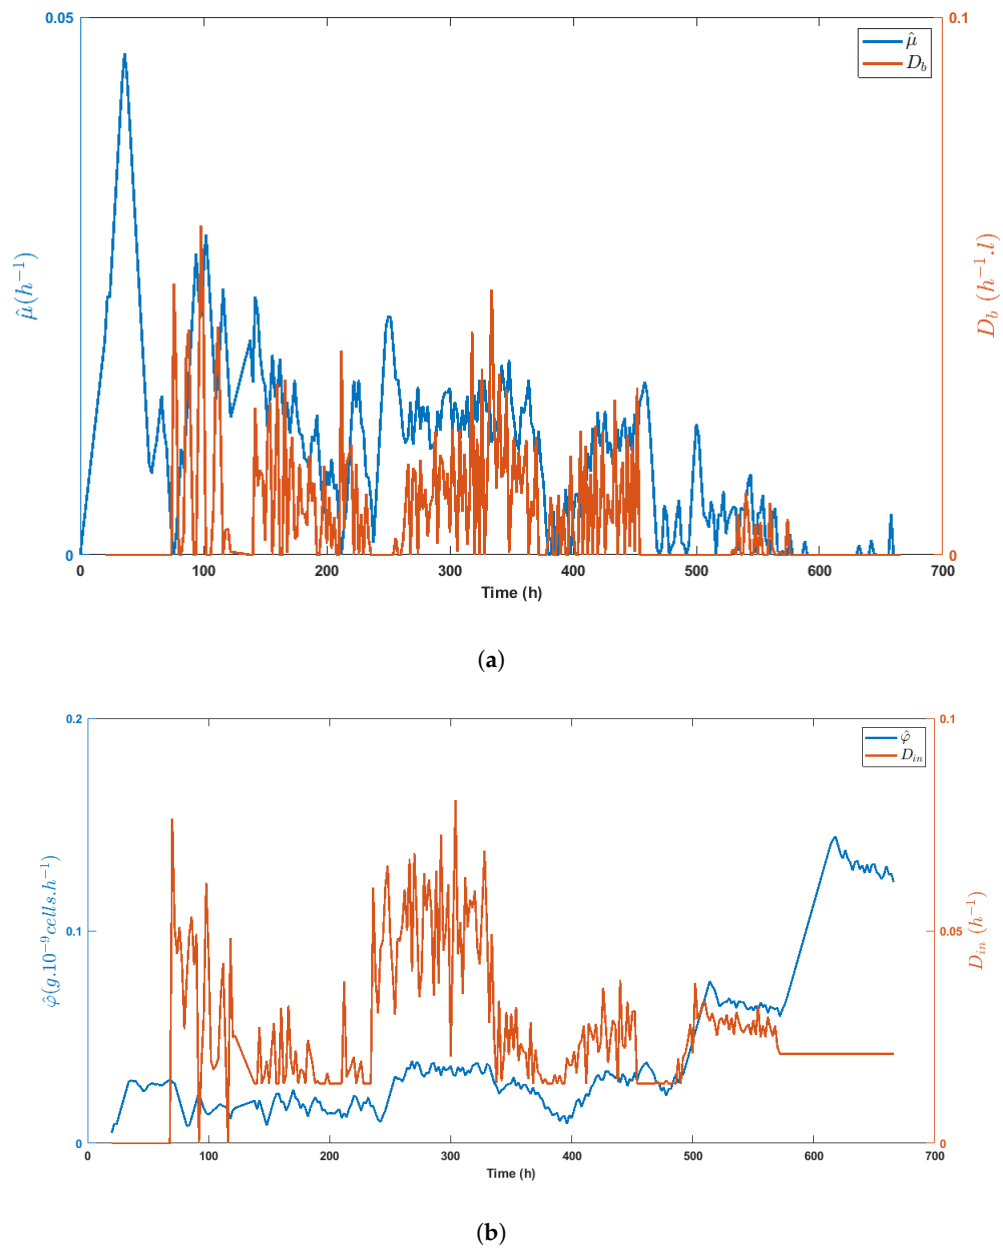 0.05
0.1
μ̂
D_b
μ̂(h⁻¹)
D_b (h⁻¹.l)
0
0
0 100 200 300 400 500 600 700
Time (h)
(a)
0.2
0.1
φ̂
D_in
φ̂(g.10⁻⁹cells.h⁻¹)
0.1
0.05
D_in (h⁻¹)
0
0
0 100 200 300 400 500 600 700
Time (h)
(b)